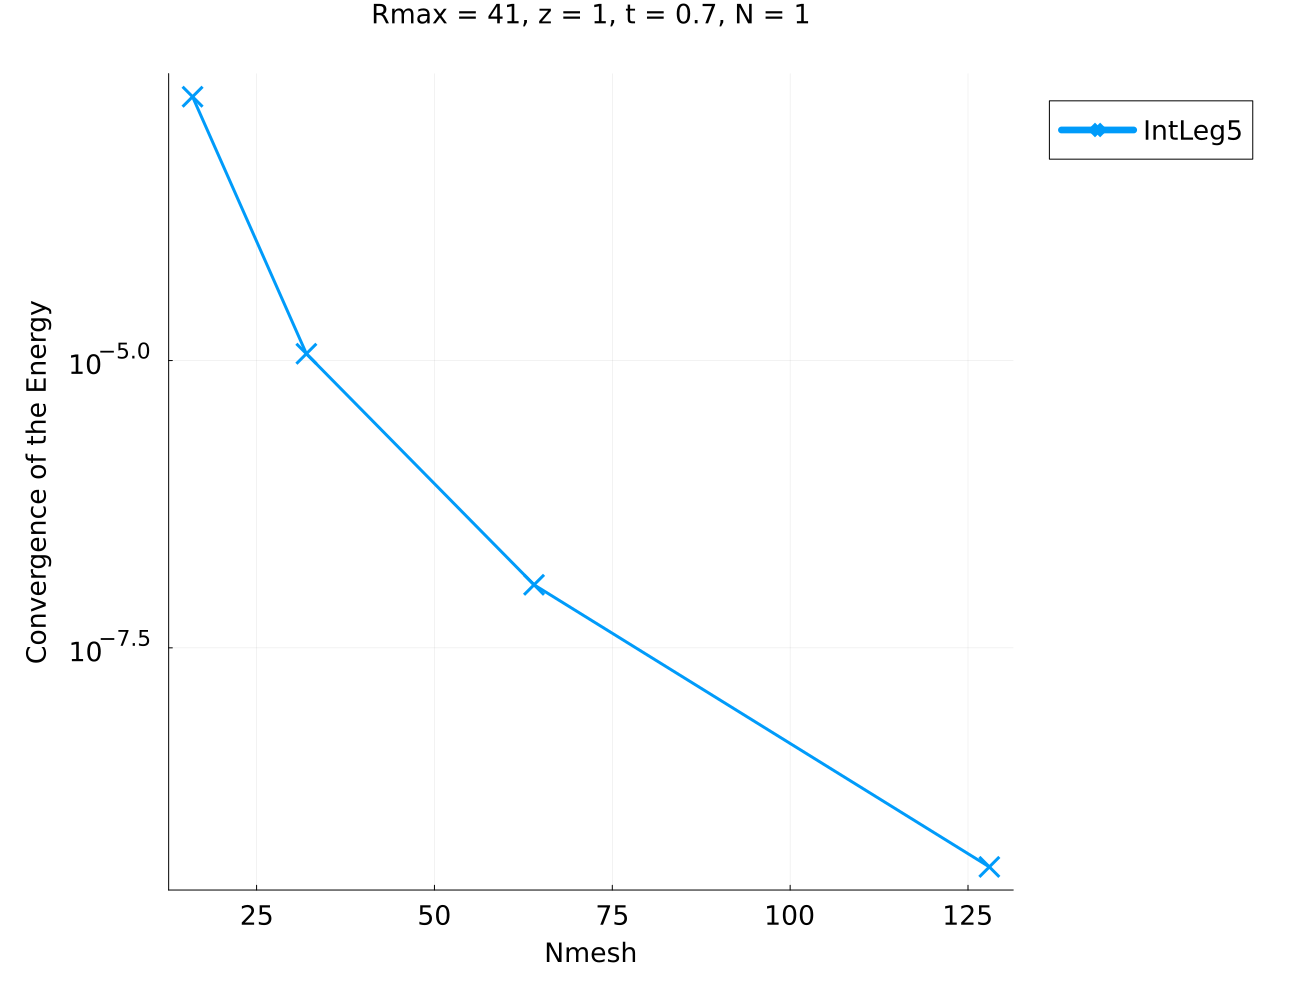 Rmax = 41, z = 1, t = 0.7, N = 1
IntLeg5
Convergence of the Energy
10⁻⁵·⁰
10⁻⁷·⁵
25 50 75 100 125
Nmesh